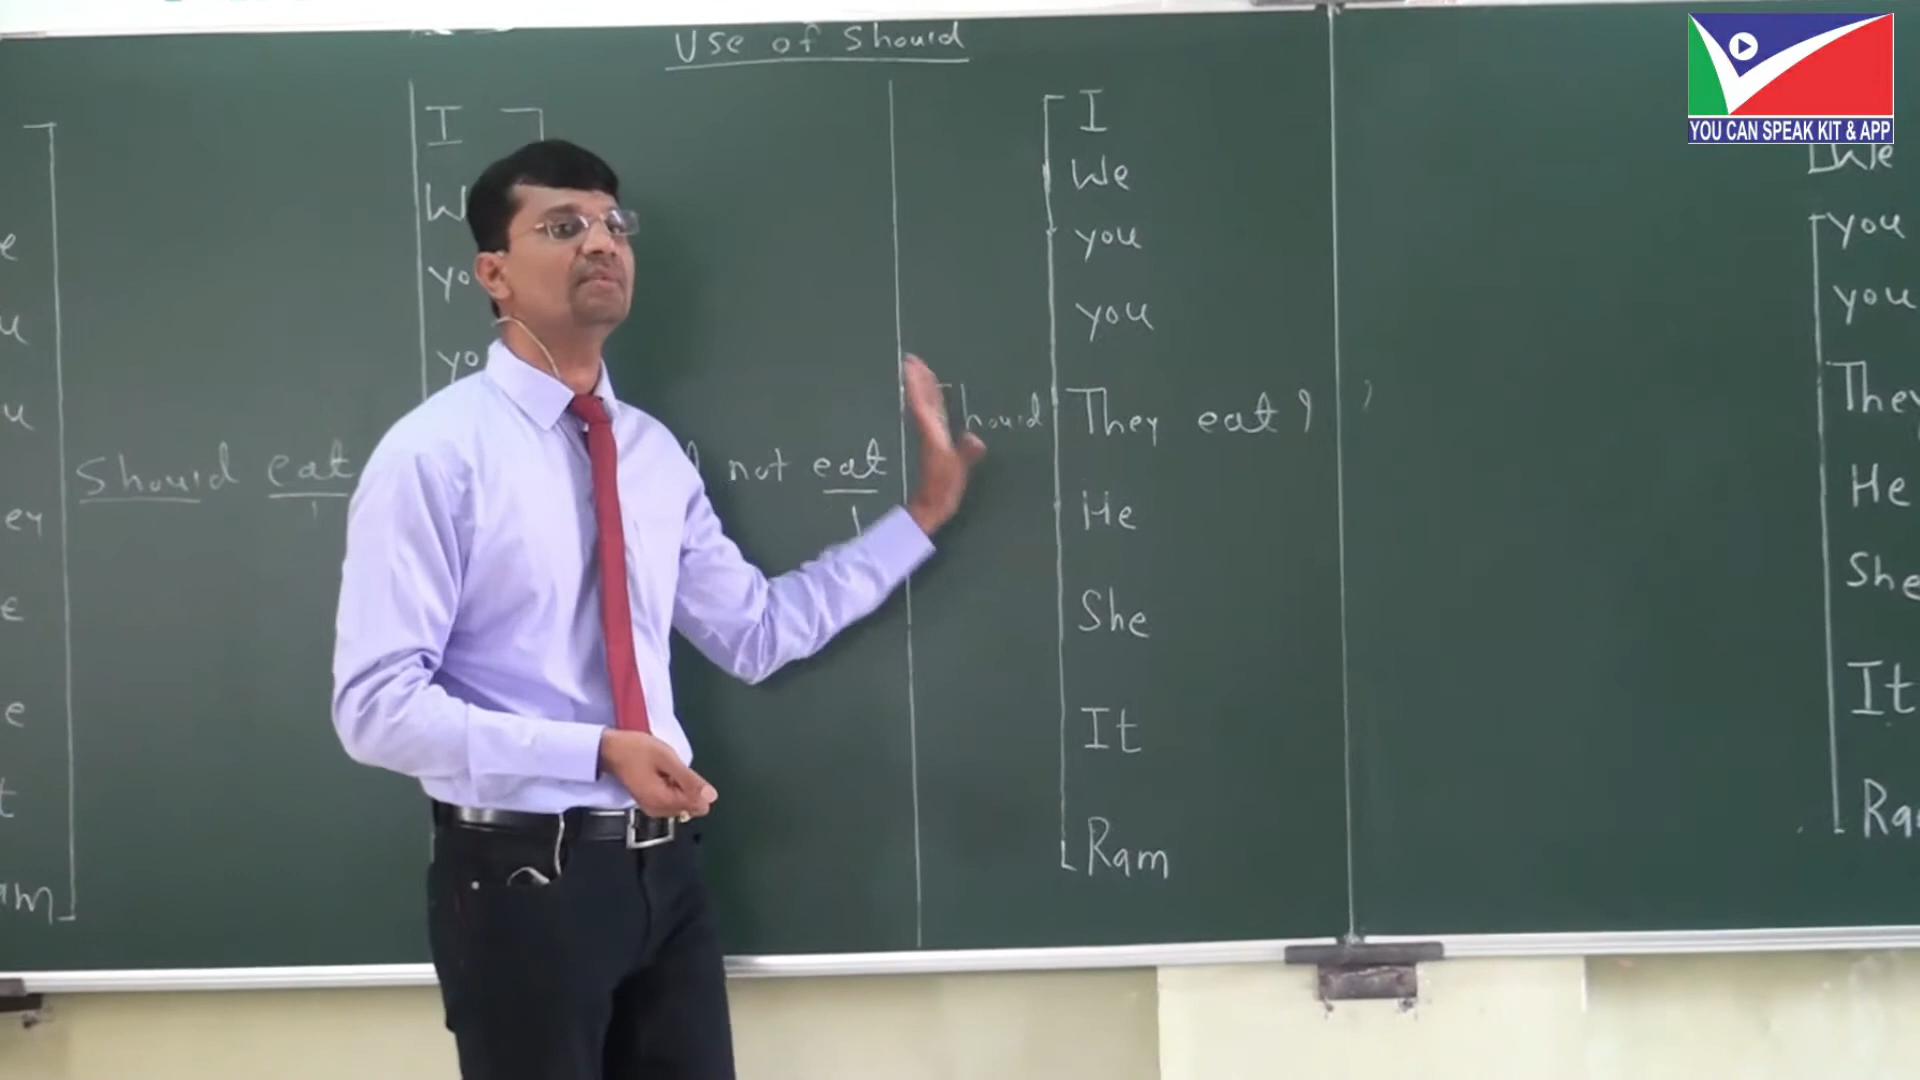 Use of Should
I
We
you
you
They eat ?
He
She
It
Ram
Should eat
I
not eat
Should
YOU CAN SPEAK KIT & APP
We
you
you
They
He
She
It